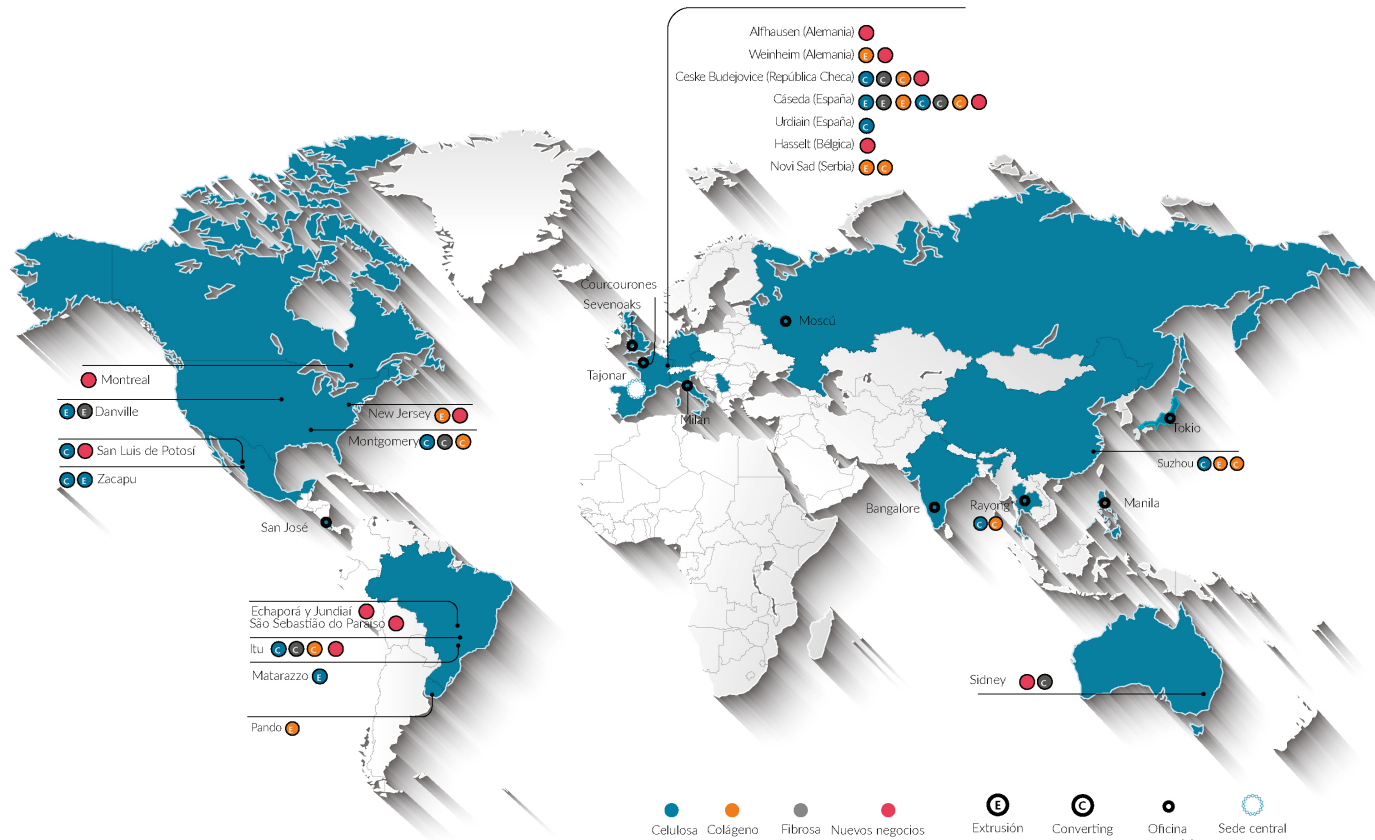 Alfhausen (Alemania)
Weinheim (Alemania) E
Ceske Budejovice (República Checa) C C C
Cáseda (España) E E E C C C
Urdiain (España) C
Hasselt (Bélgica)
Novi Sad (Serbia) E C
Courcourones
Sevenoaks
Moscú
Tajonar
Milán
Tokio
Montreal
E E Danville
New Jersey E
Montgomery C C C
C San Luis de Potosí
C E Zacapu
San José
Suzhou C E C
Bangalore
Rayong
C C
Manila
Echaporá y Jundiaí
São Sebastião do Paraiso
Itu C C C
Matarazzo E
Pando E
Sidney C
Celulosa Colágeno Fibrosa Nuevos negocios
E Extrusión
C Converting
Oficina
Sede central